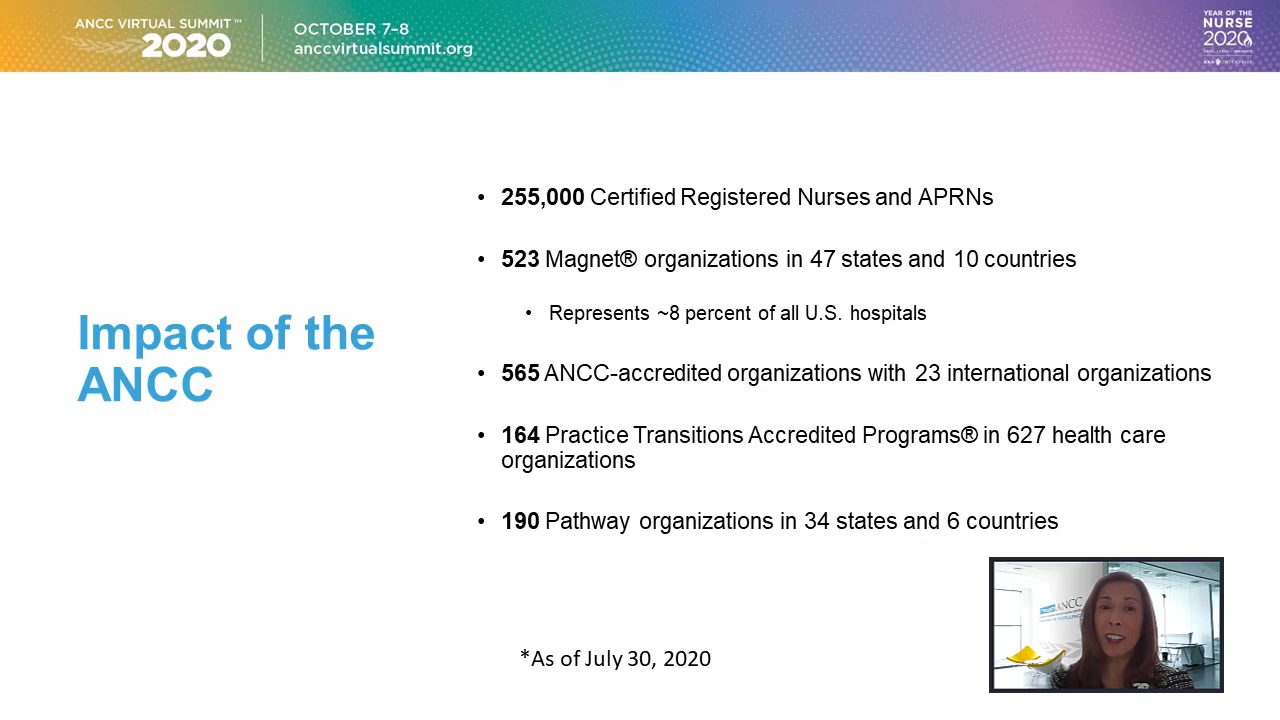 ANCC VIRTUAL SUMMIT™
2020
OCTOBER 7–8
anccvirtualsummit.org
YEAR OF THE
NURSE
2020
ANA ENTERPRISE
Impact of the
ANCC
• 255,000 Certified Registered Nurses and APRNs
• 523 Magnet® organizations in 47 states and 10 countries
• Represents ~8 percent of all U.S. hospitals
• 565 ANCC-accredited organizations with 23 international organizations
• 164 Practice Transitions Accredited Programs® in 627 health care
organizations
• 190 Pathway organizations in 34 states and 6 countries
ANCC
*As of July 30, 2020